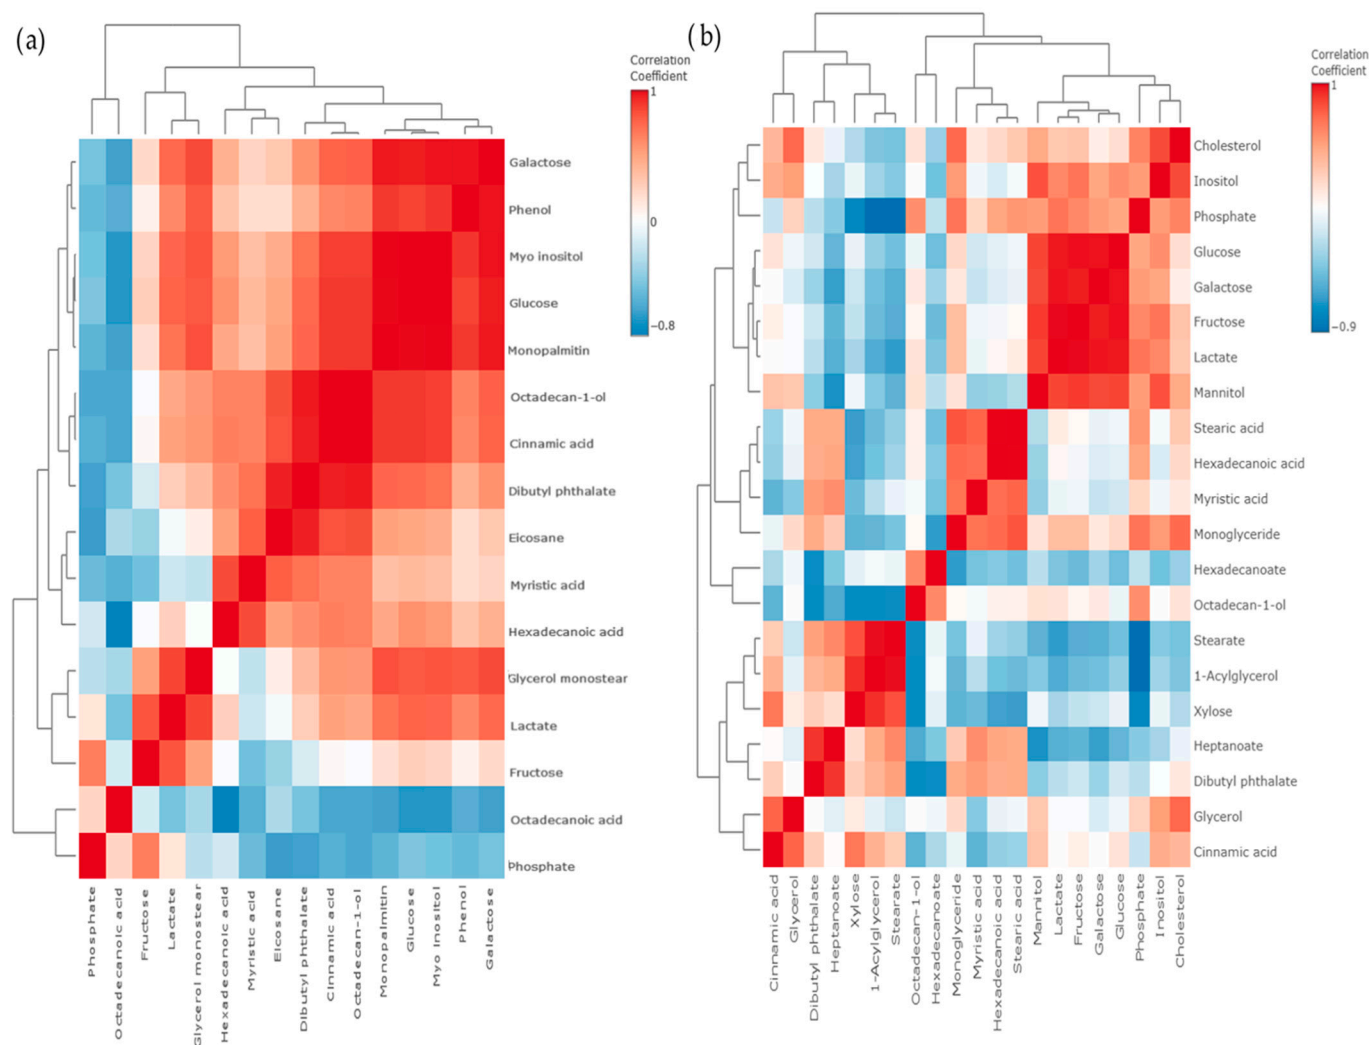 (a)
Correlation
Coefficient
1
0
−0.8
Galactose
Phenol
Myo inositol
Glucose
Monopalmitin
Octadecan-1-ol
Cinnamic acid
Dibutyl phthalate
Eicosane
Myristic acid
Hexadecanoic acid
Glycerol monostear
Lactate
Fructose
Octadecanoic acid
Phosphate
Phosphate
Octadecanoic acid
Fructose
Lactate
Glycerol monostear
Hexadecanoic acid
Myristic acid
Eicosane
Dibutyl phthalate
Cinnamic acid
Octadecan-1-ol
Monopalmitin
Glucose
Myo inositol
Phenol
Galactose
(b)
Correlation
Coefficient
1
−0.9
Cholesterol
Inositol
Phosphate
Glucose
Galactose
Fructose
Lactate
Mannitol
Stearic acid
Hexadecanoic acid
Myristic acid
Monoglyceride
Hexadecanoate
Octadecan-1-ol
Stearate
1-Acylglycerol
Xylose
Heptanoate
Dibutyl phthalate
Glycerol
Cinnamic acid
Cinnamic acid
Glycerol
Dibutyl phthalate
Heptanoate
Xylose
1-Acylglycerol
Stearate
Octadecan-1-ol
Hexadecanoate
Monoglyceride
Myristic acid
Hexadecanoic acid
Stearic acid
Mannitol
Lactate
Fructose
Galactose
Glucose
Phosphate
Inositol
Cholesterol